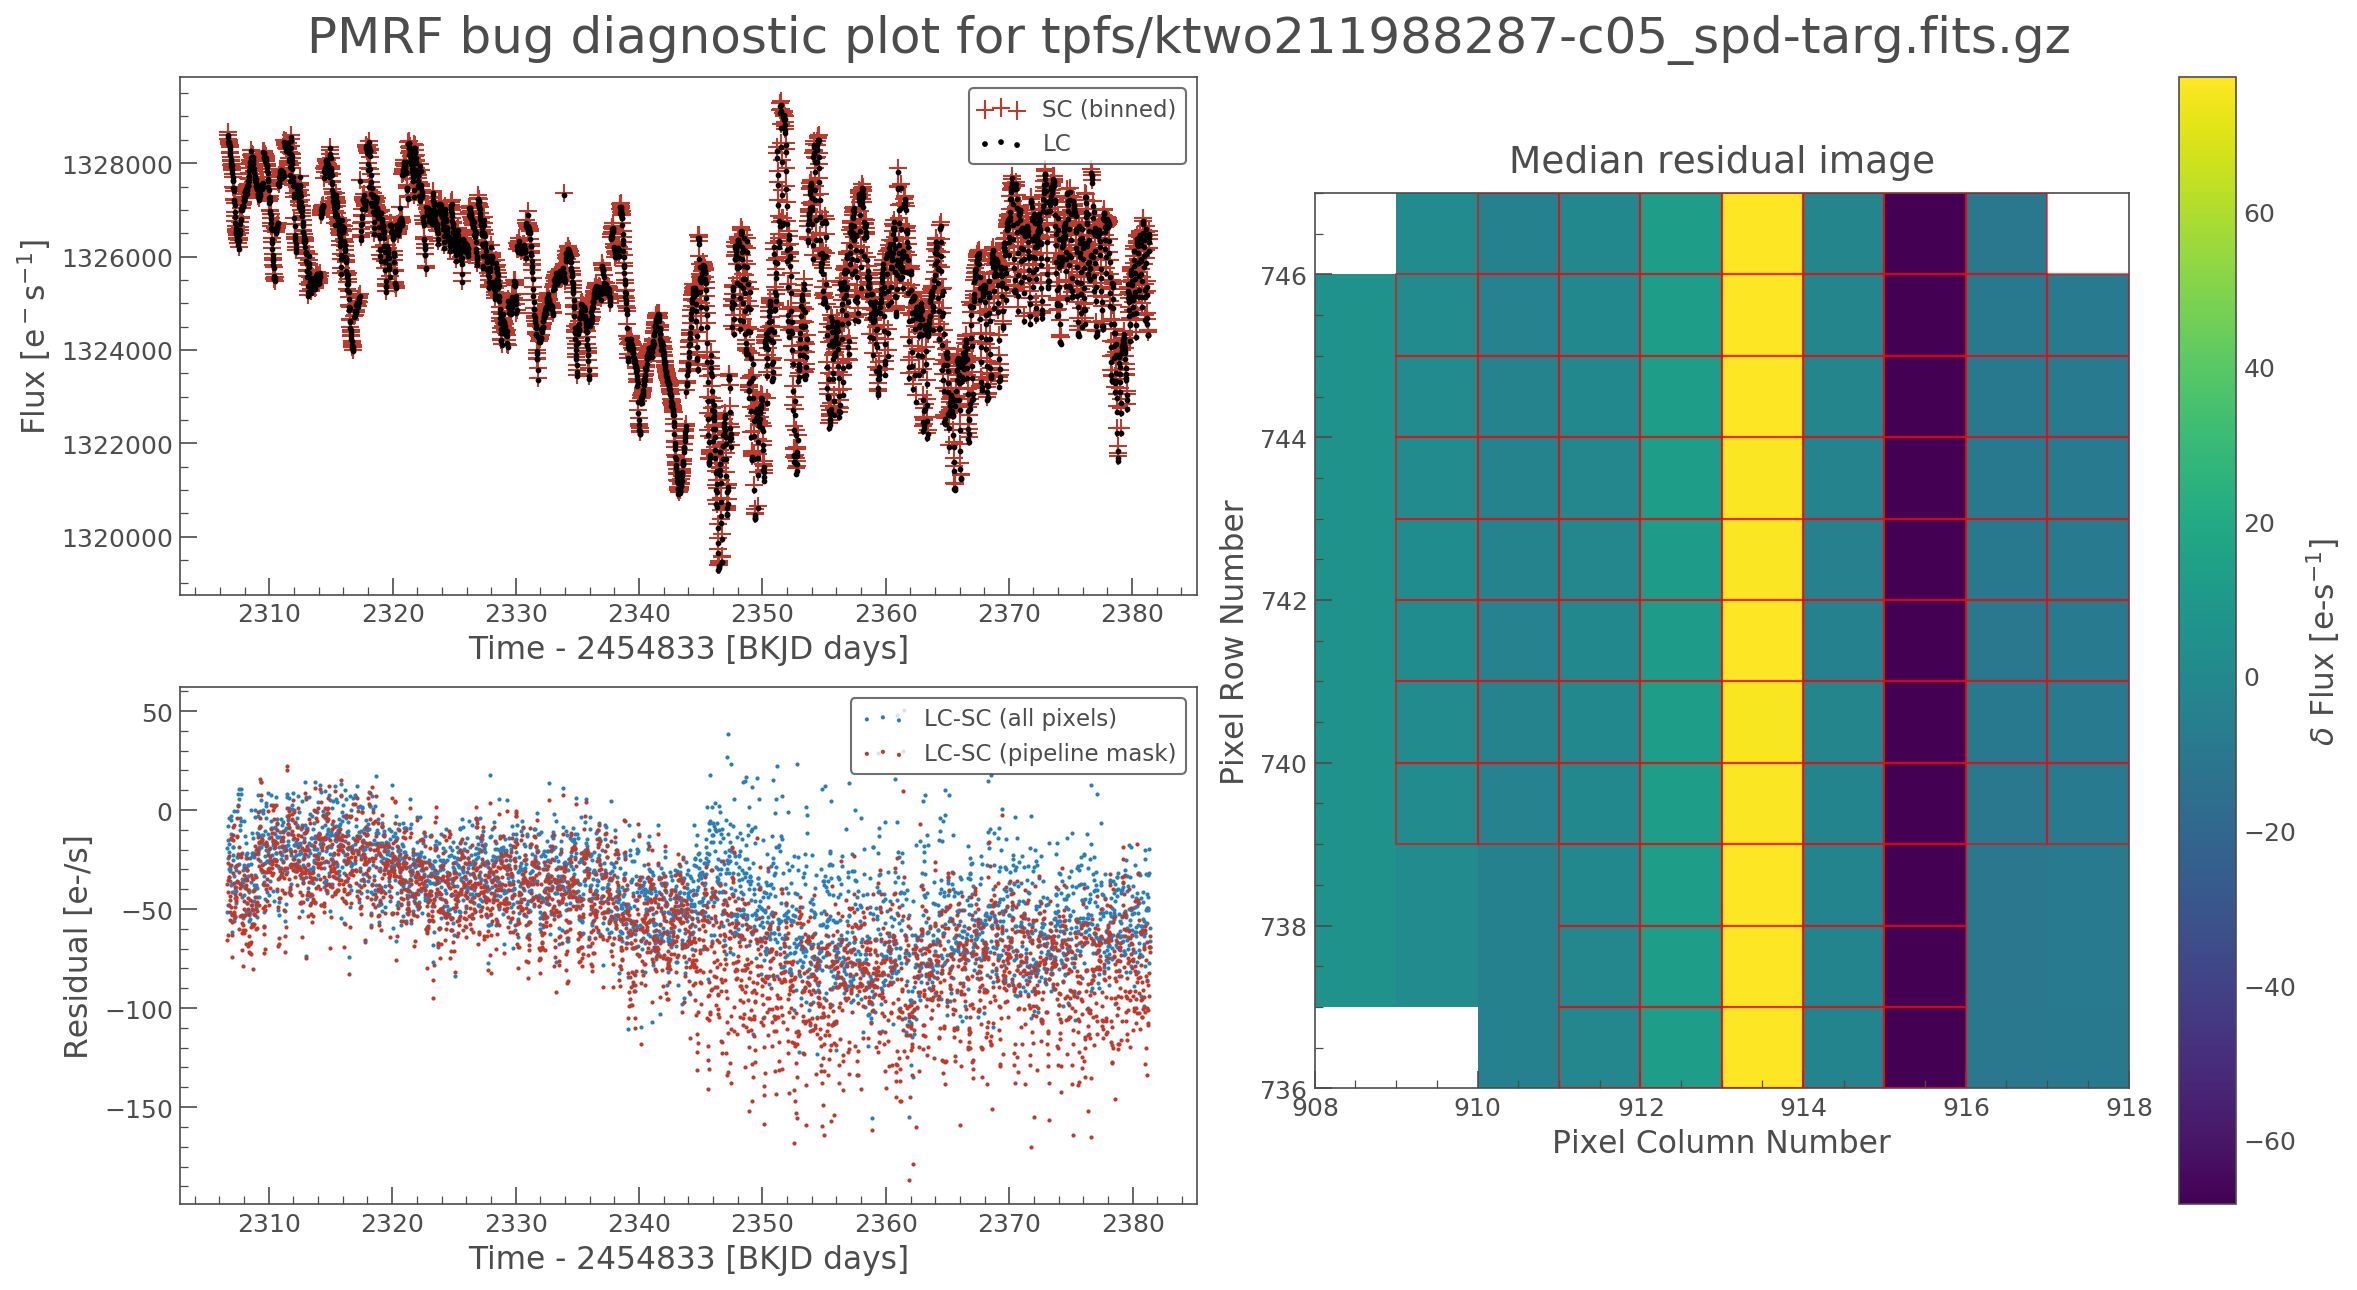 PMRF bug diagnostic plot for tpfs/ktwo211988287-c05_spd-targ.fits.gz
SC (binned)
LC
1328000
1326000
1324000
1322000
1320000
Flux [e⁻ s⁻¹]
2310 2320 2330 2340 2350 2360 2370 2380
Time - 2454833 [BKJD days]
LC-SC (all pixels)
LC-SC (pipeline mask)
50
0
−50
−100
−150
Residual [e-/s]
2310 2320 2330 2340 2350 2360 2370 2380
Time - 2454833 [BKJD days]
Median residual image
746
744
742
740
738
736
Pixel Row Number
908 910 912 914 916 918
Pixel Column Number
60
40
20
0
−20
−40
−60
δ Flux [e-s⁻¹]